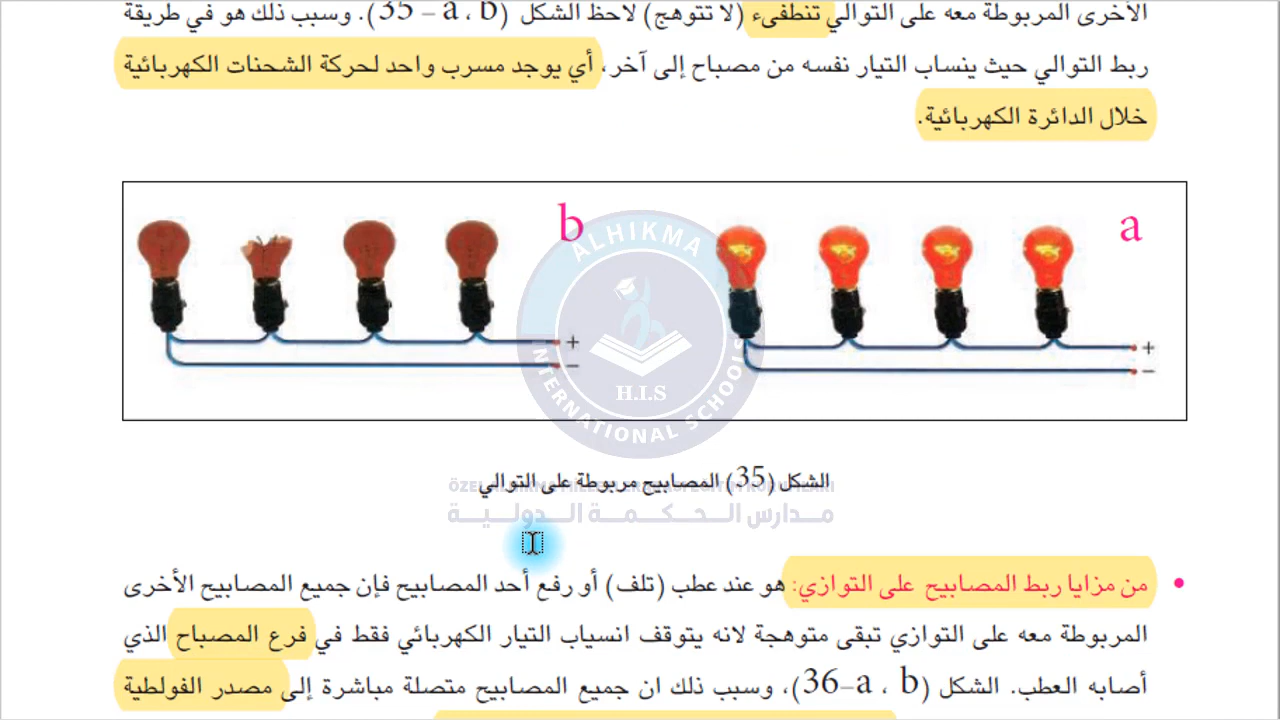 الأخرى المربوطة معه على التوالي تنطفىء (لا تتوهج) لاحظ الشكل (35 – a ، b). وسبب ذلك هو في طريقة
ربط التوالي حيث ينساب التيار نفسه من مصباح إلى آخر، أي يوجد مسرب واحد لحركة الشحنات الكهربائية
خلال الدائرة الكهربائية.
a
b
+
−
+
−
ALHIKMA
INTERNATIONAL SCHOOLS
H.I.S
الشكل (35) المصابيح مربوطة على التوالي
مـدارس الـحـكـمـة الـدولـيـة
• من مزايا ربط المصابيح على التوازي: هو عند عطب (تلف) أو رفع أحد المصابيح فإن جميع المصابيح الأخرى
المربوطة معه على التوازي تبقى متوهجة لانه يتوقف انسياب التيار الكهربائي فقط في فرع المصباح الذي
أصابه العطب. الشكل (36–a ، b)، وسبب ذلك ان جميع المصابيح متصلة مباشرة إلى مصدر الفولطية